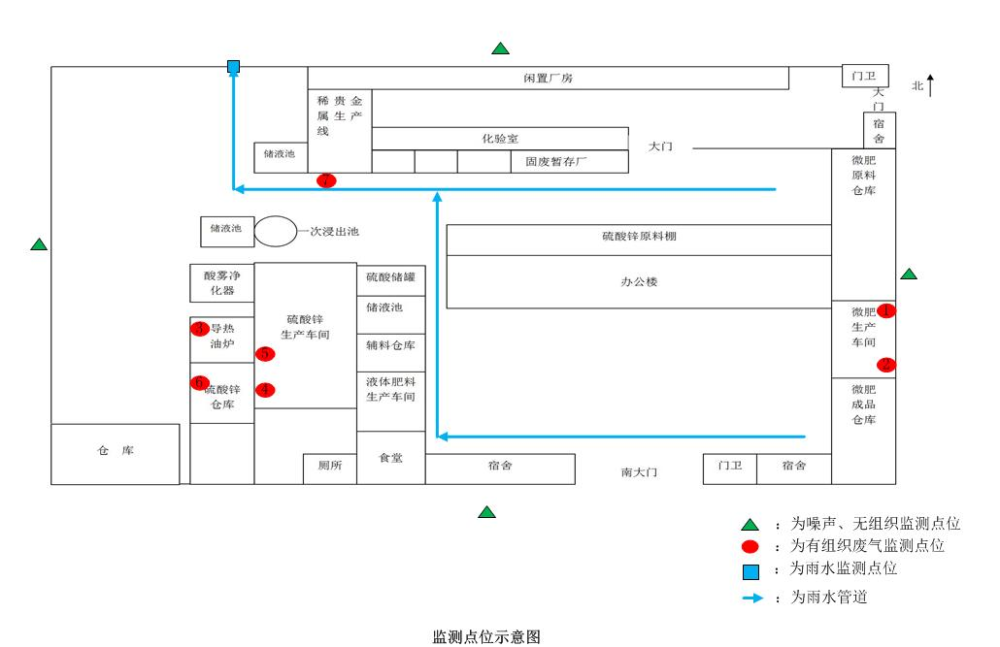 闲置厂房
门卫
北
大
门
稀贵金
属生产
线
宿
舍
化验室
大门
储液池
固废暂存厂
微肥
原料
仓库
⑦
储液池
一次浸出池
硫酸锌原料棚
酸雾净
化器
硫酸储罐
办公楼
储液池
硫酸锌
生产车间
①
微肥
生产
车间
③
导热
油炉
辅料仓库
⑤
②
⑥
硫酸锌
仓库
④
液体肥料
生产车间
微肥
成品
仓库
仓 库
厕所
食堂
宿舍
南大门
门卫
宿舍
：为噪声、无组织监测点位
：为有组织废气监测点位
：为雨水监测点位
：为雨水管道
监测点位示意图